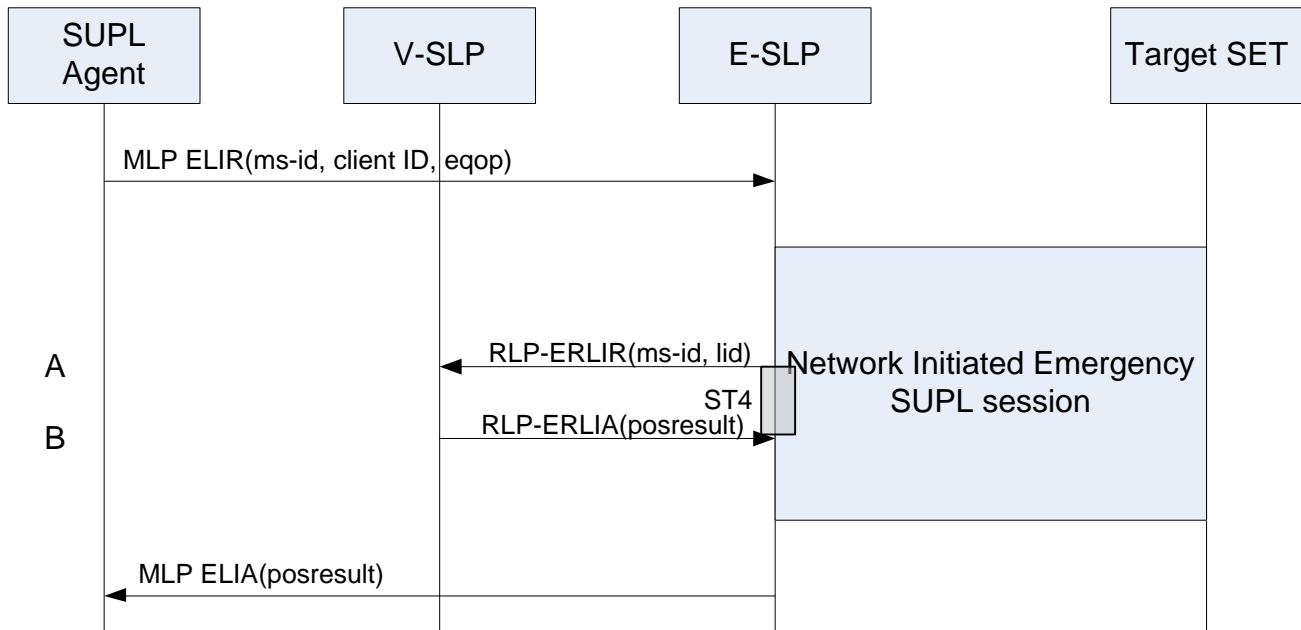 SUPL
Agent
V-SLP
E-SLP
Target SET
MLP ELIR(ms-id, client ID, eqop)
A
RLP-ERLIR(ms-id, lid)
Network Initiated Emergency
SUPL session
ST4
B
RLP-ERLIA(posresult)
MLP ELIA(posresult)